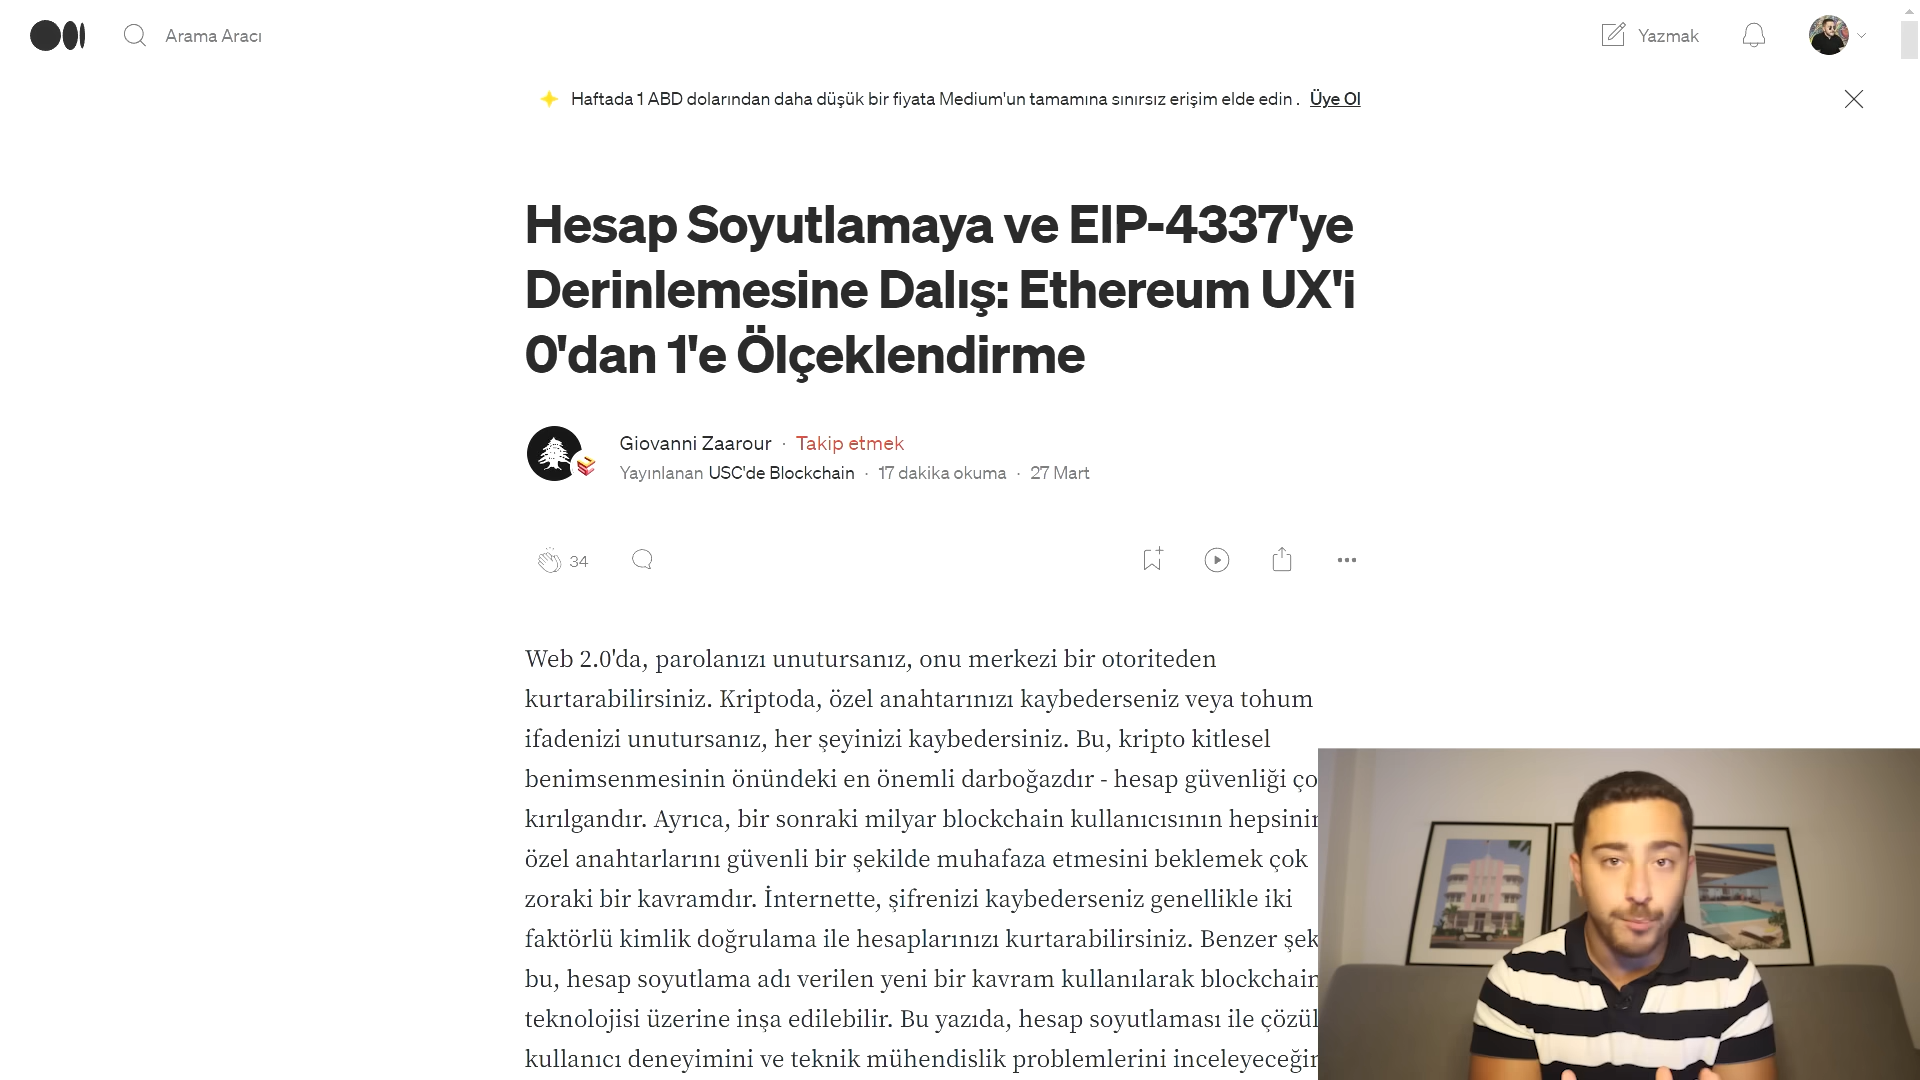 Arama Aracı
Yazmak
Haftada 1 ABD dolarından daha düşük bir fiyata Medium'un tamamına sınırsız erişim elde edin . Üye Ol
Hesap Soyutlamaya ve EIP-4337'ye
Derinlemesine Dalış: Ethereum UX'i
0'dan 1'e Ölçeklendirme
Giovanni Zaarour · Takip etmek
Yayınlanan USC'de Blockchain · 17 dakika okuma · 27 Mart
34
Web 2.0'da, parolanızı unutursanız, onu merkezi bir otoriteden
kurtarabilirsiniz. Kriptoda, özel anahtarınızı kaybederseniz veya tohum
ifadenizi unutursanız, her şeyinizi kaybedersiniz. Bu, kripto kitlesel
benimsenmesinin önündeki en önemli darboğazdır - hesap güvenliği
kırılgandır. Ayrıca, bir sonraki milyar blockchain kullanıcısının
özel anahtarlarını güvenli bir şekilde muhafaza etmesini beklemek çok
zoraki bir kavramdır. İnternette, şifrenizi kaybederseniz genellikle iki
faktörlü kimlik doğrulama ile hesaplarınızı kurtarabilirsiniz. Benzer
bu, hesap soyutlama adı verilen yeni bir kavram kullanılarak blockchain
teknolojisi üzerine inşa edilebilir. Bu yazıda, hesap soyutlaması ile
kullanıcı deneyimini ve teknik mühendislik problemlerini